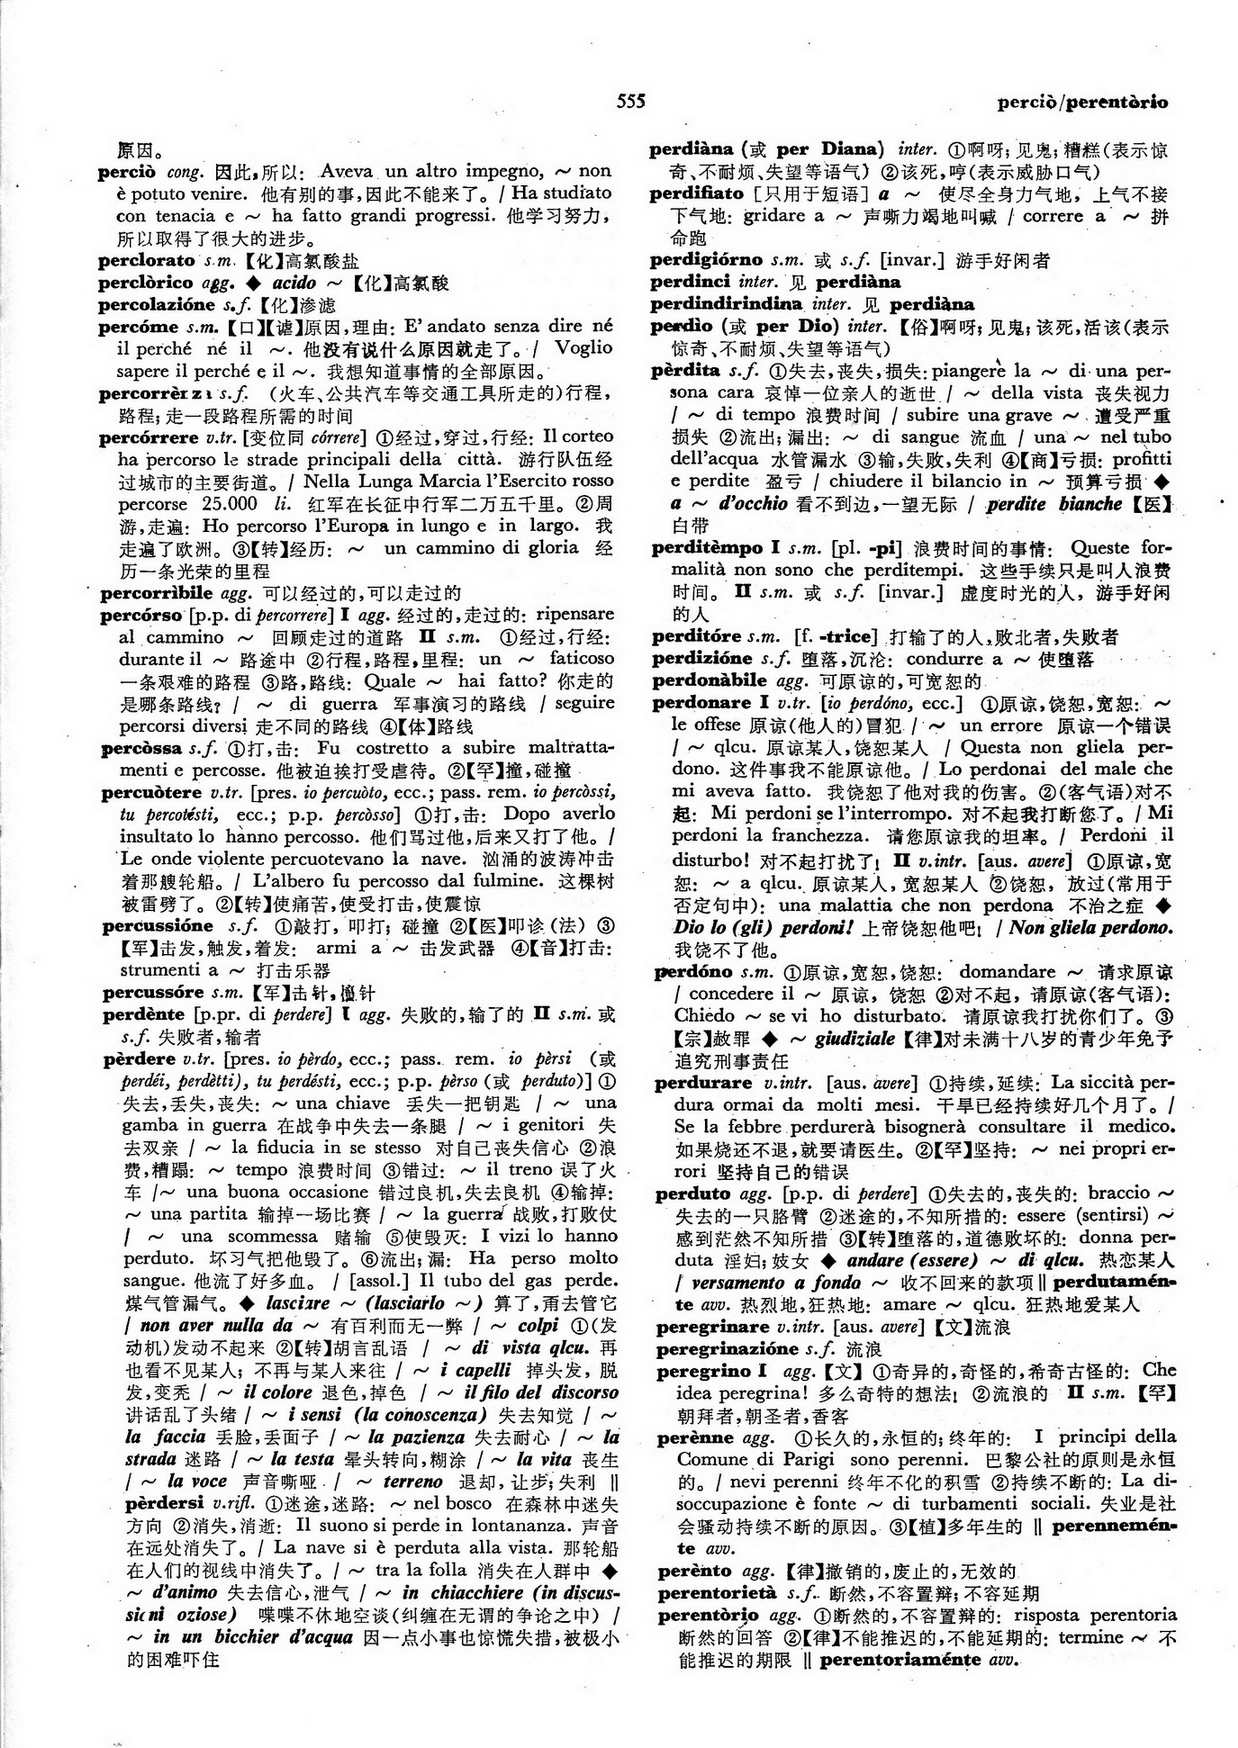 555
perciò/perentòrio
原因。
perciò cong. 因此,所以: Aveva un altro impegno, ~ non
è potuto venire. 他有别的事,因此不能来了。/ Ha studiato
con tenacia e ~ ha fatto grandi progressi. 他学习努力,
所以取得了很大的进步。
perclorato s.m. 【化】高氯酸盐
perclòrico agg. ◆ acido ~ 【化】高氯酸
percolazióne s.f. 【化】渗滤
percóme s.m. 【口】【谑】原因,理由: E' andato senza dire né
il perché né il ~. 他没有说什么原因就走了。/ Voglio
sapere il perché e il ~. 我想知道事情的全部原因。
s.f. (火车、公共汽车等交通工具所走的)行程,
路程;走一段路程所需的时间
percórrere v.tr. [变位同 córrere] ①经过,穿过,行经: Il corteo
ha percorso le strade principali della città. 游行队伍经
过城市的主要街道。/ Nella Lunga Marcia l'Esercito rosso
percorse 25.000 li. 红军在长征中行军二万五千里。②周
游,走遍: Ho percorso l'Europa in lungo e in largo. 我
走遍了欧洲。③【转】经历: ~ un cammino di gloria 经
历一条光荣的里程
percorrìbile agg. 可以经过的,可以走过的
percórso [p.p. di percorrere] I agg. 经过的,走过的: ripensare
al cammino ~ 回顾走过的道路 II s.m. ①经过,行经:
durante il ~ 路途中 ②行程,路程,里程: un ~ faticoso
一条艰难的路程 ③路,路线: Quale ~ hai fatto? 你走的
是哪条路线? / ~ di guerra 军事演习的路线 / seguire
percorsi diversi 走不同的路线 ④【体】路线
percòssa s.f. ①打,击: Fu costretto a subire maltratta-
menti e percosse. 他被迫挨打受虐待。②【罕】撞,碰撞
percuòtere v.tr. [pres. io percuòto, ecc.; pass. rem. io percòssi,
tu percotésti, ecc.; p.p. percòsso] ①打,击: Dopo averlo
insultato lo hanno percosso. 他们骂过他,后来又打了他。/
Le onde violente percuotevano la nave. 汹涌的波涛冲击
着那艘轮船。/ L'albero fu percosso dal fulmine. 这棵树
被雷劈了。②【转】使痛苦,使受打击,使震惊
percussióne s.f. ①敲打, 叩打; 碰撞 ②【医】叩诊(法) ③
【军】击发,触发,着发: armi a ~ 击发武器 ④【音】打击:
strumenti a ~ 打击乐器
percussóre s.m. 【军】击针,撞针
perdènte [p.pr. di perdere] I agg. 失败的,输了的 II s.m. 或
s.f. 失败者,输者
pèrdere v.tr. [pres. io pèrdo, ecc.; pass. rem. io pèrsi (或
perdéi, perdètti), tu perdésti, ecc.; p.p. pèrso (或 perduto)] ①
失去,丢失,丧失: ~ una chiave 丢失一把钥匙 / ~ una
gamba in guerra 在战争中失去一条腿 / ~ i genitori 失
去双亲 / ~ la fiducia in se stesso 对自己丧失信心 ②浪
费,糟蹋: ~ tempo 浪费时间 ③错过: ~ il treno 误了火
车 /~ una buona occasione 错过良机,失去良机 ④输掉:
~ una partita 输掉一场比赛 / ~ la guerra 战败,打败仗
/ ~ una scommessa 赌输 ⑤使毁灭: I vizi lo hanno
perduto. 坏习气把他毁了。⑥流出;漏: Ha perso molto
sangue. 他流了好多血。 / [assol.] Il tubo del gas perde.
煤气管漏气。◆ lasciare ~ (lasciarlo ~) 算了,甭去管它
/ non aver nulla da ~ 有百利而无一弊 / ~ colpi ①(发
动机)发动不起来 ②【转】胡言乱语 / ~ di vista qlcu. 再
也看不见某人; 不再与某人来往 / ~ i capelli 掉头发, 脱
发,变秃 / ~ il colore 退色,掉色 / ~ il filo del discorso
讲话乱了头绪 / ~ i sensi (la conoscenza) 失去知觉 / ~
la faccia 丢脸,丢面子 / ~ la pazienza 失去耐心 / ~ la
strada 迷路 / ~ la testa 晕头转向,糊涂 / ~ la vita 丧生
/ ~ la voce 声音嘶哑 / ~ terreno 退却,让步;失利 ‖
pèrdersi v.rifl. ①迷途,迷路: ~ nel bosco 在森林中迷失
方向 ②消失,消逝: Il suono si perde in lontananza. 声音
在远处消失了。/ La nave si è perduta alla vista. 那轮船
在人们的视线中消失了。/ ~ tra la folla 消失在人群中 ◆
~ d'animo 失去信心,泄气 / ~ in chiacchiere (in discus-
sioni oziose) 喋喋不休地空谈(纠缠在无谓的争论之中) /
~ in un bicchier d'acqua 因一点小事也惊慌失措,被极小
的困难吓住
perdiàna (或 per Diana) inter. ①啊呀; 见鬼; 糟糕(表示惊
奇、不耐烦、失望等语气) ②该死,哼(表示威胁口气)
perdifiato [只用于短语] a ~ 使尽全身力气地, 上气不接
下气地: gridare a ~ 声嘶力竭地叫喊 / correre a ~ 拼
命跑
perdigiórno s.m. 或 s.f. [invar.] 游手好闲者
perdinci inter. 见 perdiàna
perdindirindina inter. 见 perdiàna
perdìo (或 per Dio) inter. 【俗】啊呀; 见鬼; 该死,活该(表示
惊奇、不耐烦、失望等语气)
pèrdita s.f. ①失去,丧失,损失: piangere la ~ di una per-
sona cara 哀悼一位亲人的逝世 / ~ della vista 丧失视力
/ ~ di tempo 浪费时间 / subire una grave ~ 遭受严重
损失 ②流出;漏出: ~ di sangue 流血 / una ~ nel tubo
dell'acqua 水管漏水 ③输,失败,失利 ④【商】亏损: profitti
e perdite 盈亏 / chiudere il bilancio in ~ 预算亏损 ◆
a ~ d'occhio 看不到边,一望无际 / perdite bianche 【医】
白带
perditèmpo I s.m. [pl. -pi] 浪费时间的事情: Queste for-
malità non sono che perditempi. 这些手续只是叫人浪费
时间。 II s.m. 或 s.f. [invar.] 虚度时光的人, 游手好闲
的人
perditóre s.m. [f. -trice] 打输了的人,败北者,失败者
perdizióne s.f. 堕落,沉沦: condurre a ~ 使堕落
perdonàbile agg. 可原谅的,可宽恕的
perdonare I v.tr. [io perdóno, ecc.] ①原谅,饶恕,宽恕: ~
le offese 原谅(他人的)冒犯 / ~ un errore 原谅一个错误
/ ~ qlcu. 原谅某人,饶恕某人 / Questa non gliela per-
dono. 这件事我不能原谅他。/ Lo perdonai del male che
mi aveva fatto. 我饶恕了他对我的伤害。②(客气语)对不
起: Mi perdoni se l'interrompo. 对不起我打断您了。/ Mi
perdoni la franchezza. 请您原谅我的坦率。/ Perdoni il
disturbo! 对不起打扰了! II v.intr. [aus. avere] ①原谅,宽
恕: ~ a qlcu. 原谅某人,宽恕某人 ②饶恕, 放过(常用于
否定句中): una malattia che non perdona 不治之症 ◆
Dio lo (gli) perdoni! 上帝饶恕他吧! / Non gliela perdono.
我饶不了他。
perdóno s.m. ①原谅,宽恕,饶恕: domandare ~ 请求原谅
/ concedere il ~ 原谅, 饶恕 ②对不起, 请原谅(客气语):
Chiedo ~ se vi ho disturbato. 请原谅我打扰你们了。③
【宗】赦罪 ◆ ~ giudiziale 【律】对未满十八岁的青少年免予
追究刑事责任
perdurare v.intr. [aus. avere] ①持续,延续: La siccità per-
dura ormai da molti mesi. 干旱已经持续好几个月了。/
Se la febbre perdurerà bisognerà consultare il medico.
如果烧还不退,就要请医生。②【罕】坚持: ~ nei propri er-
rori 坚持自己的错误
perduto agg. [p.p. di perdere] ①失去的,丧失的: braccio ~
失去的一只胳臂 ②迷途的,不知所措的: essere (sentirsi) ~
感到茫然不知所措 ③【转】堕落的,道德败坏的: donna per-
duta 淫妇; 妓女 ◆ andare (essere) ~ di qlcu. 热恋某人
/ versamento a fondo ~ 收不回来的款项 ‖ perdutamén-
te avv. 热烈地,狂热地: amare ~ qlcu. 狂热地爱某人
peregrinare v.intr. [aus. avere] 【文】流浪
peregrinazióne s.f. 流浪
peregrino I agg. 【文】 ①奇异的,奇怪的,希奇古怪的: Che
idea peregrina! 多么奇特的想法! ②流浪的 II s.m. 【罕】
朝拜者,朝圣者,香客
perènne agg. ①长久的,永恒的; 终年的: I principi della
Comune di Parigi sono perenni. 巴黎公社的原则是永恒
的。/ nevi perenni 终年不化的积雪 ②持续不断的: La di-
soccupazione è fonte ~ di turbamenti sociali. 失业是社
会骚动持续不断的原因。③【植】多年生的 ‖ perennemén-
te avv.
perènto agg. 【律】撤销的,废止的,无效的
perentorietà s.f. 断然,不容置辩; 不容延期
perentòrio agg. ①断然的,不容置辩的: risposta perentoria
断然的回答 ②【律】不能推迟的,不能延期的: termine ~ 不
能推迟的期限 ‖ perentoriaménte avv.